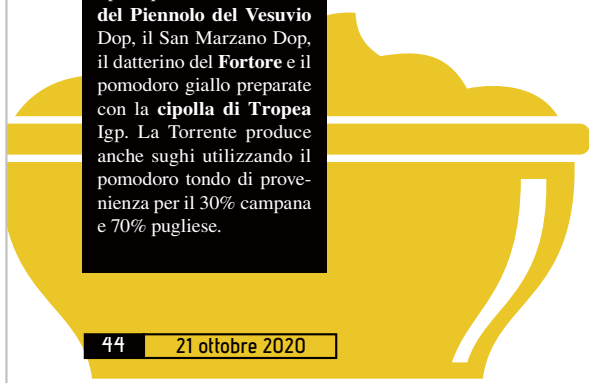 del Piennolo del Vesuvio
Dop, il San Marzano Dop,
il datterino del Fortore e il
pomodoro giallo preparate
con la cipolla di Tropea
Igp. La Torrente produce
anche sughi utilizzando il
pomodoro tondo di prove-
nienza per il 30% campana
e 70% pugliese.
44 21 ottobre 2020